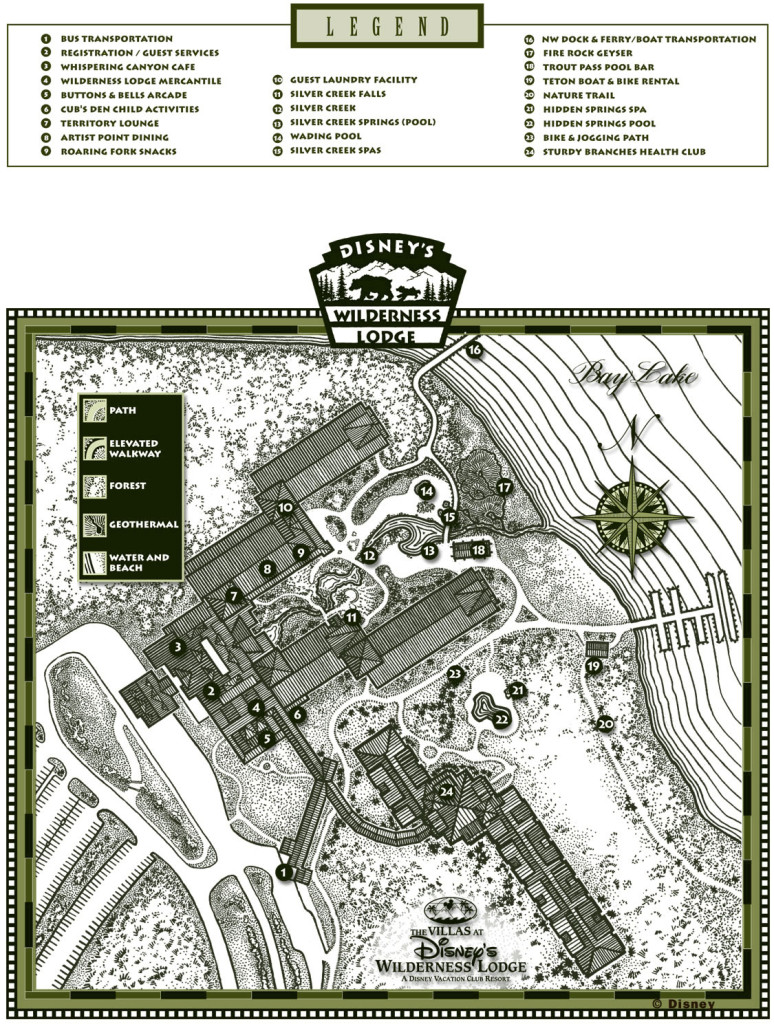 LEGEND
1 BUS TRANSPORTATION
2 REGISTRATION / GUEST SERVICES
3 WHISPERING CANYON CAFE
4 WILDERNESS LODGE MERCANTILE
5 BUTTONS & BELLS ARCADE
6 CUB'S DEN CHILD ACTIVITIES
7 TERRITORY LOUNGE
8 ARTIST POINT DINING
9 ROARING FORK SNACKS
10 GUEST LAUNDRY FACILITY
11 SILVER CREEK FALLS
12 SILVER CREEK
13 SILVER CREEK SPRINGS (POOL)
14 WADING POOL
15 SILVER CREEK SPAS
16 NW DOCK & FERRY/BOAT TRANSPORTATION
17 FIRE ROCK GEYSER
18 TROUT PASS POOL BAR
19 TETON BOAT & BIKE RENTAL
20 NATURE TRAIL
21 HIDDEN SPRINGS SPA
22 HIDDEN SPRINGS POOL
23 BIKE & JOGGING PATH
24 STURDY BRANCHES HEALTH CLUB
DISNEY'S
WILDERNESS
LODGE
16
Bay Lake
N
PATH
ELEVATED
WALKWAY
FOREST
GEOTHERMAL
WATER AND
BEACH
14
17
10
15
9
12
13
18
8
7
11
3
19
23
2
21
4
6
22
20
5
24
1
THE VILLAS AT
Disney's
WILDERNESS LODGE
A DISNEY VACATION CLUB RESORT
© Disney